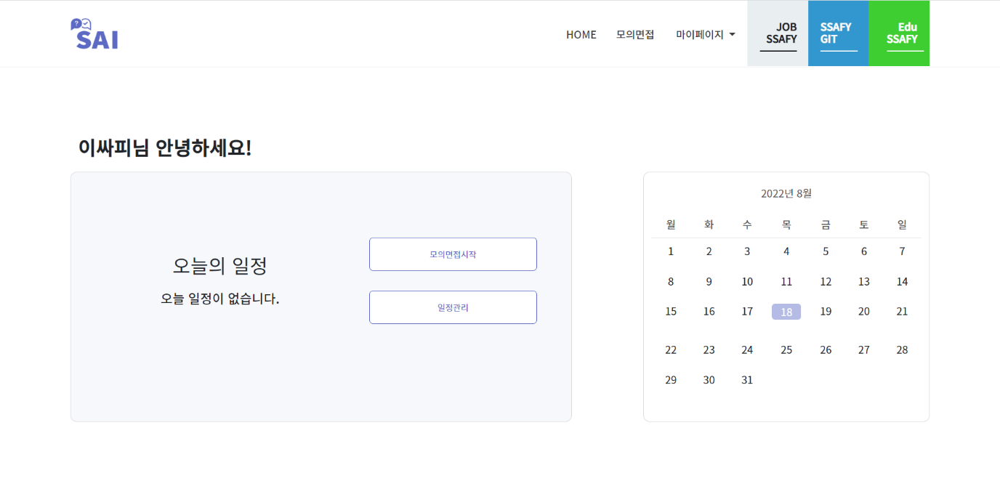 SAI
HOME 모의면접 마이페이지
JOB
SSAFY
SSAFY
GIT
Edu
SSAFY
이싸피님 안녕하세요!
오늘의 일정
오늘 일정이 없습니다.
모의면접시작
일정관리
2022년 8월
월 화 수 목 금 토 일
1 2 3 4 5 6 7
8 9 10 11 12 13 14
15 16 17 18 19 20 21
22 23 24 25 26 27 28
29 30 31